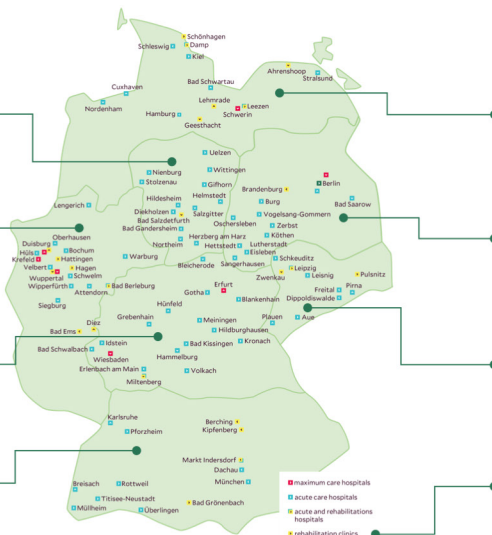 Schönhagen
Schleswig
Damp
Kiel
Ahrenshoop
Stralsund
Cuxhaven
Bad Schwartau
Nordenham
Lehmrade
Leezen
Hamburg
Schwerin
Geesthacht
Uelzen
Nienburg
Wittingen
Stolzenau
Gifhorn
Brandenburg
Berlin
Hildesheim
Helmstedt
Burg
Bad Saarow
Lengerich
Diekholzen
Salzgitter
Vogelsang-Gommern
Bad Salzdetfurth
Oschersleben
Zerbst
Bad Gandersheim
Oberhausen
Herzberg am Harz
Köthen
Duisburg
Northeim
Hettstedt
Lutherstadt
Eisleben
Hüls
Bochum
Krefeld
Hattingen
Warburg
Bleicherode
Sangerhausen
Schkeuditz
Velbert
Hagen
Leipzig
Wuppertal
Schwelm
Zwenkau
Leisnig
Pulsnitz
Wipperfürth
Bad Berleburg
Erfurt
Pirna
Attendorn
Gotha
Freital
Siegburg
Hünfeld
Blankenhain
Dippoldiswalde
Grebenhain
Meiningen
Plauen
Aue
Diez
Bad Ems
Hildburghausen
Idstein
Bad Kissingen
Kronach
Bad Schwalbach
Wiesbaden
Hammelburg
Erlenbach am Main
Volkach
Miltenberg
Karlsruhe
Berching
Pforzheim
Kipfenberg
Markt Indersdorf
Dachau
Breisach
Rottweil
München
Titisee-Neustadt
Bad Grönenbach
Müllheim
Überlingen
maximum care hospitals
acute care hospitals
acute and rehabilitations
hospitals
rehabilitation clinics